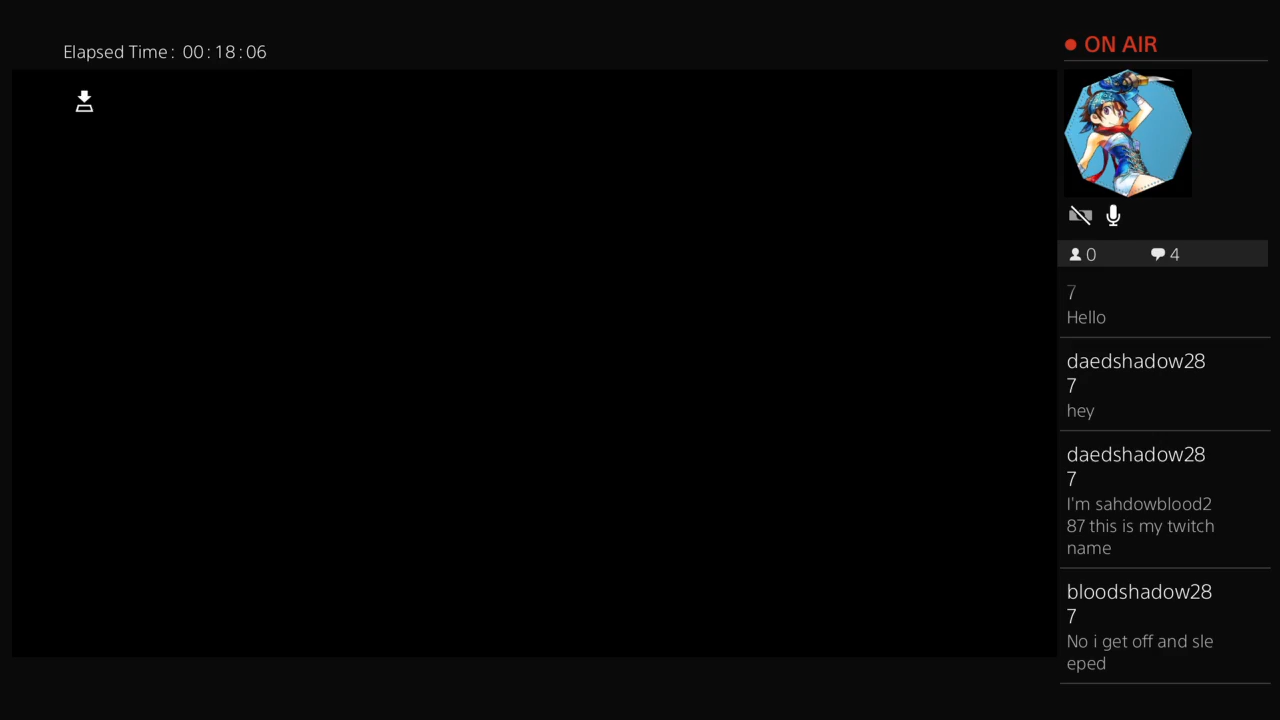 Elapsed Time: 00:18:06
ON AIR
0 4
7
Hello
daedshadow28
7
hey
daedshadow28
7
I'm sahdowblood2
87 this is my twitch
name
bloodshadow28
7
No i get off and sle
eped